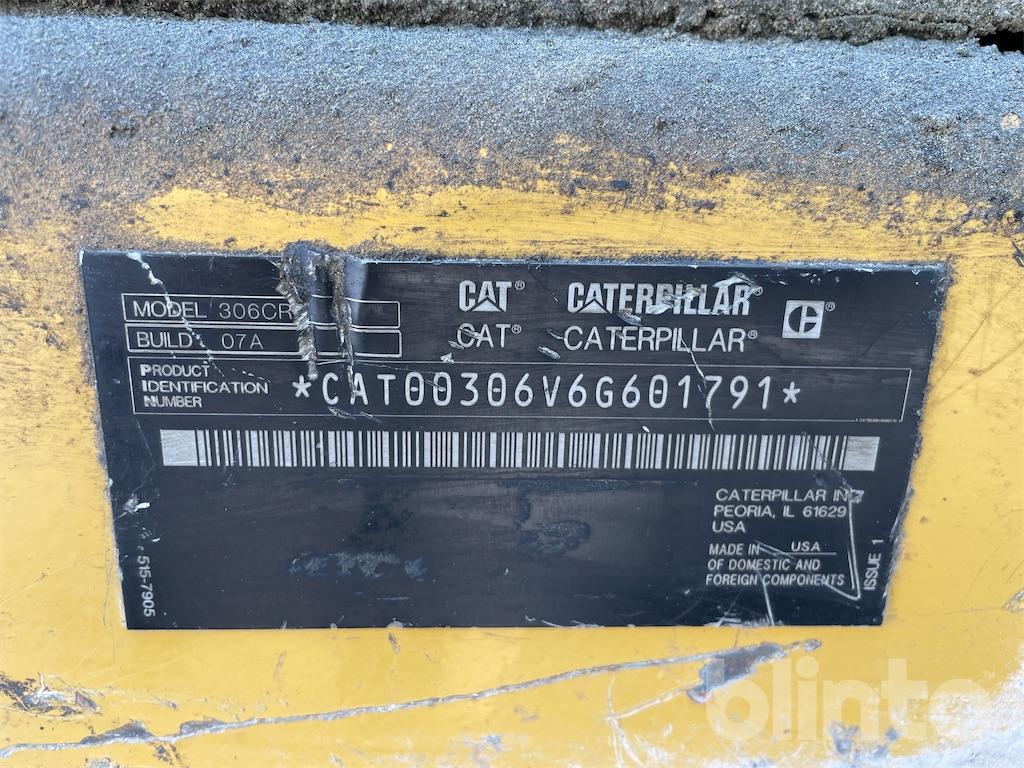 MODEL 306CR
BUILD 07A
CAT® CATERPILLAR®
CAT® CATERPILLAR®
PRODUCT
IDENTIFICATION
NUMBER
*CAT00306V6G601791*
CATERPILLAR INC.
PEORIA, IL 61629
USA
MADE IN USA
OF DOMESTIC AND
FOREIGN COMPONENTS
ISSUE 1
515-7905
blinto